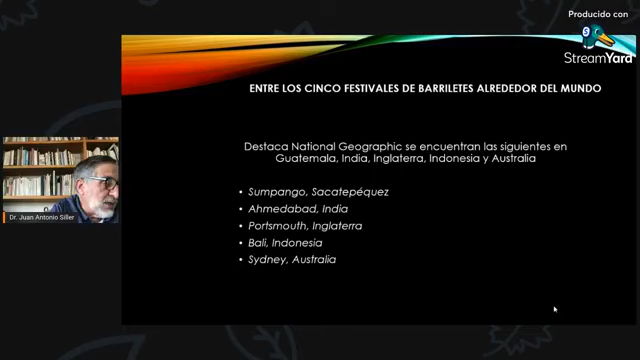 Producido con
StreamYard
ENTRE LOS CINCO FESTIVALES DE BARRILETES ALREDEDOR DEL MUNDO
Destaca National Geographic se encuentran las siguientes en
Guatemala, India, Inglaterra, Indonesia y Australia
• Sumpango, Sacatepéquez
• Ahmedabad, India
• Portsmouth, Inglaterra
• Bali, Indonesia
• Sydney, Australia
Dr. Juan Antonio Siller